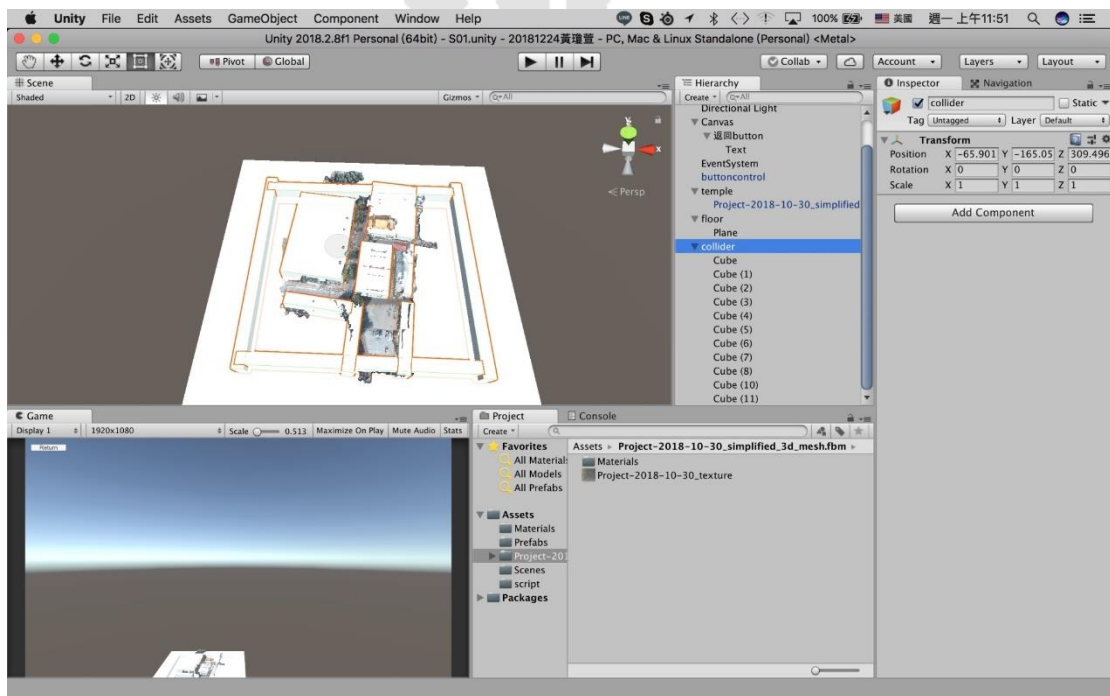 Unity File Edit Assets GameObject Component Window Help 100% 美國 週一上午11:51
Unity 2018.2.8f1 Personal (64bit) - S01.unity - 20181224黃瓊萱 - PC, Mac & Linux Standalone (Personal) <Metal>
Pivot Global Collab Account Layers Layout
Scene
Shaded 2D Gizmos All
y
x
Persp
Hierarchy
Create All
Directional Light
Canvas
返回button
Text
EventSystem
buttoncontrol
temple
Project-2018-10-30_simplified
floor
Plane
collider
Cube
Cube (1)
Cube (2)
Cube (3)
Cube (4)
Cube (5)
Cube (6)
Cube (7)
Cube (8)
Cube (10)
Cube (11)
Inspector Navigation
collider Static
Tag Untagged Layer Default
Transform
Position X -65.901 Y -165.05 Z 309.496
Rotation X 0 Y 0 Z 0
Scale X 1 Y 1 Z 1
Add Component
Game
Display 1 1920x1080 Scale 0.513 Maximize On Play Mute Audio Stats
Return
Project Console
Create
Favorites
All Material
All Models
All Prefabs
Assets
Materials
Prefabs
Project-201
Scenes
script
Packages
Assets Project-2018-10-30_simplified_3d_mesh.fbm
Materials
Project-2018-10-30_texture